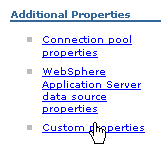 Additional Properties
Connection pool
properties
WebSphere
Application Server
data source
properties
Custom properties